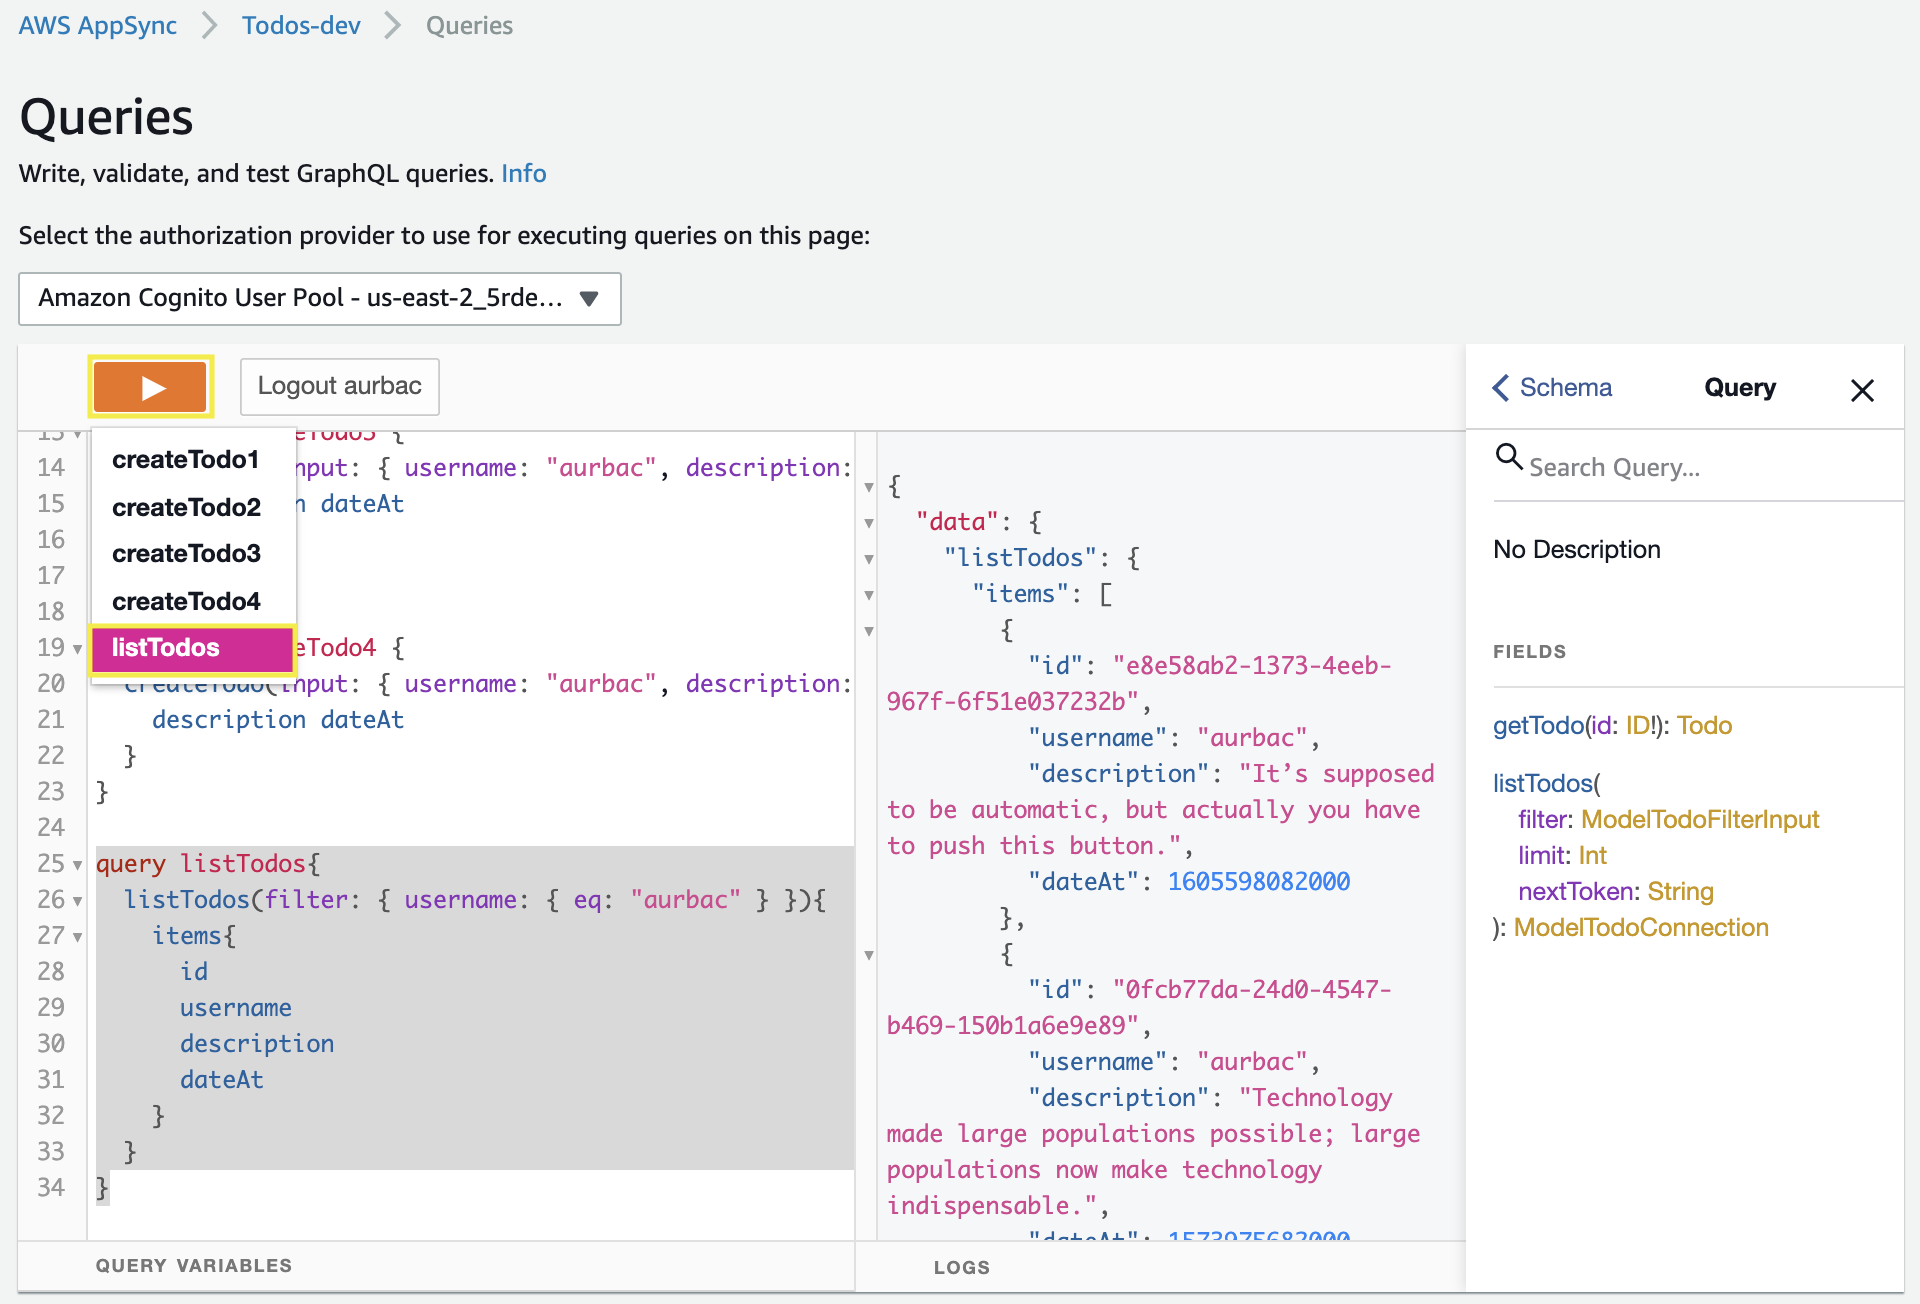 AWS AppSync > Todos-dev > Queries
Queries
Write, validate, and test GraphQL queries. Info
Select the authorization provider to use for executing queries on this page:
Amazon Cognito User Pool - us-east-2_5rde...
Logout aurbac
createTodo1
createTodo2
createTodo3
createTodo4
listTodos
eTodo3 {
14 nput: { username: "aurbac", description:
15 n dateAt
16
17
18
19 eTodo4 {
20 createTodo(input: { username: "aurbac", description:
21 description dateAt
22 }
23 }
24
25 query listTodos{
26 listTodos(filter: { username: { eq: "aurbac" } }){
27 items{
28 id
29 username
30 description
31 dateAt
32 }
33 }
34 }
QUERY VARIABLES
{
"data": {
"listTodos": {
"items": [
{
"id": "e8e58ab2-1373-4eeb-
967f-6f51e037232b",
"username": "aurbac",
"description": "It’s supposed
to be automatic, but actually you have
to push this button.",
"dateAt": 1605598082000
},
{
"id": "0fcb77da-24d0-4547-
b469-150b1a6e9e89",
"username": "aurbac",
"description": "Technology
made large populations possible; large
populations now make technology
indispensable.",
"dateAt": 1573975682000
LOGS
Schema
Query
Search Query...
No Description
FIELDS
getTodo(id: ID!): Todo
listTodos(
filter: ModelTodoFilterInput
limit: Int
nextToken: String
): ModelTodoConnection